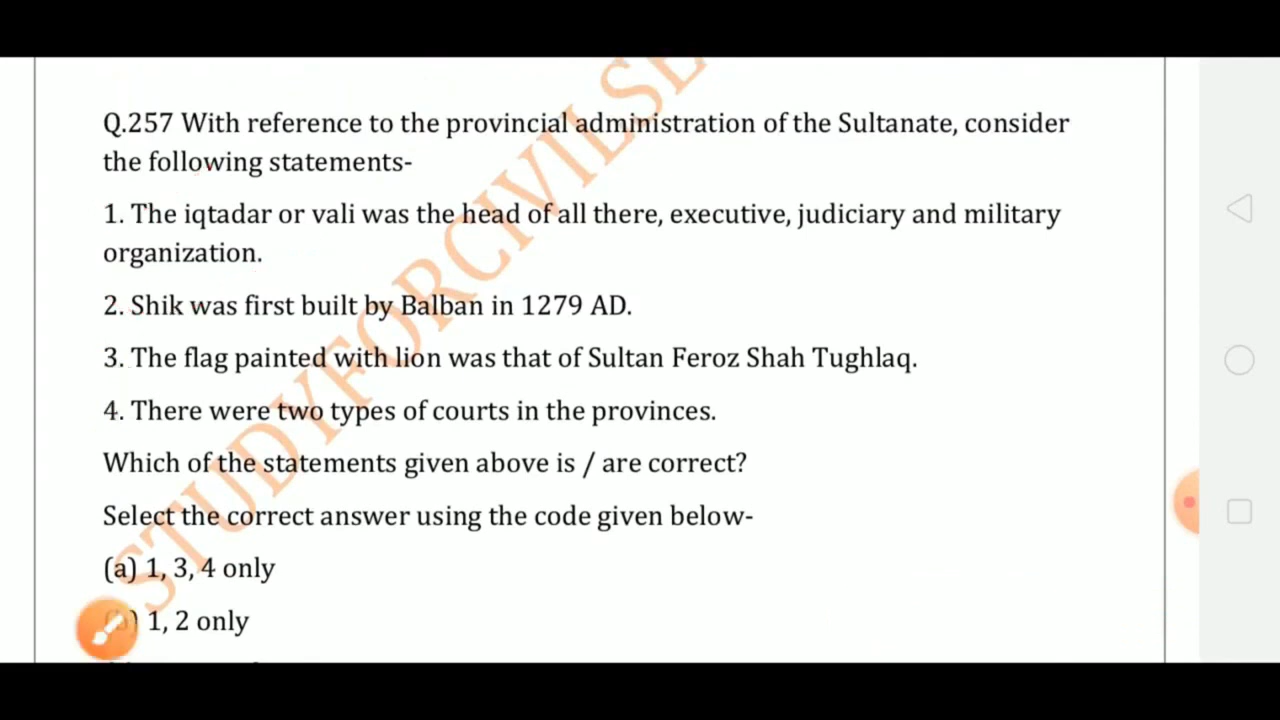 Q.257 With reference to the provincial administration of the Sultanate, consider
the following statements-
1. The iqtadar or vali was the head of all there, executive, judiciary and military
organization.
2. Shik was first built by Balban in 1279 AD.
3. The flag painted with lion was that of Sultan Feroz Shah Tughlaq.
4. There were two types of courts in the provinces.
Which of the statements given above is / are correct?
Select the correct answer using the code given below-
(a) 1, 3, 4 only
) 1, 2 only
STUDYFORCIVILSE